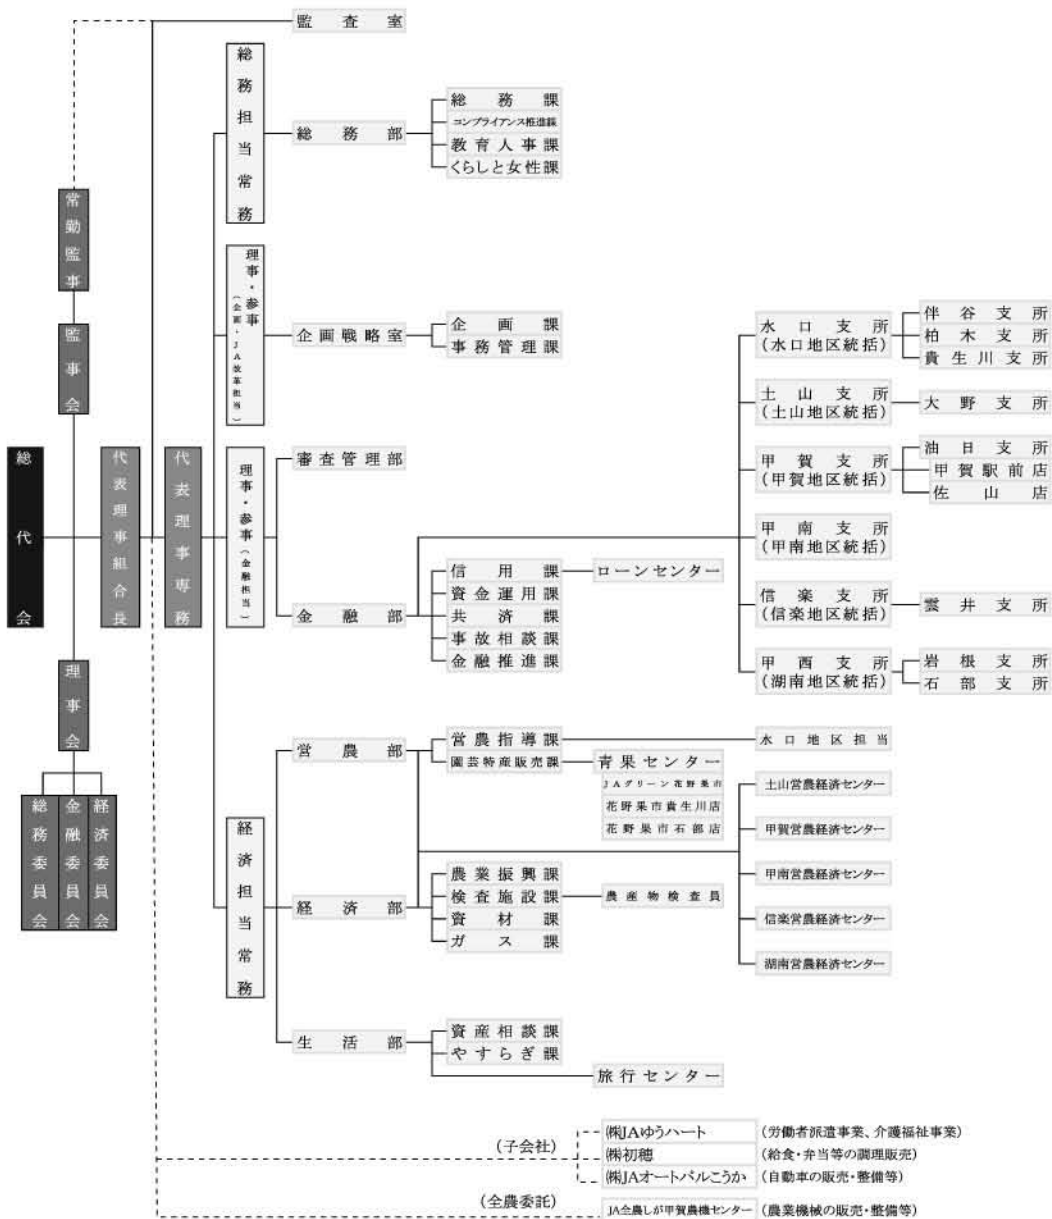 監査室
総務担当常務
総務部
総務課
コンプライアンス推進課
教育人事課
くらしと女性課
常勤監事
監事会
総代会
代表理事組合長
代表理事専務
理事会
総務委員会
金融委員会
経済委員会
理事・参事
(企画・JA改革担当)
企画戦略室
企画課
事務管理課
理事・参事(金融担当)
審査管理部
金融部
信用課
ローンセンター
資金運用課
共済課
事故相談課
金融推進課
水口支所
(水口地区統括)
伴谷支所
柏木支所
貴生川支所
土山支所
(土山地区統括)
大野支所
甲賀支所
(甲賀地区統括)
油日支所
甲賀駅前店
佐山店
甲南支所
(甲南地区統括)
信楽支所
(信楽地区統括)
雲井支所
甲西支所
(湖南地区統括)
岩根支所
石部支所
経済担当常務
営農部
営農指導課
水口地区担当
園芸特産販売課
青果センター
JAグリーン花野果市
花野果市貴生川店
花野果市石部店
土山営農経済センター
甲賀営農経済センター
甲南営農経済センター
信楽営農経済センター
湖南営農経済センター
経済部
農業振興課
検査施設課
農産物検査員
資材課
ガス課
生活部
資産相談課
やすらぎ課
旅行センター
(子会社)
㈱JAゆうハート
(労働者派遣事業、介護福祉事業)
㈱初穂
(給食・弁当等の調理販売)
㈱JAオートパルこうか
(自動車の販売・整備等)
(全農委託)
JA全農しが甲賀農機センター
(農業機械の販売・整備等)